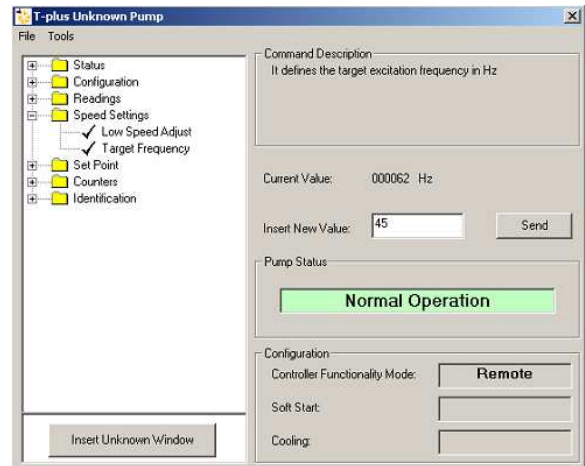 T-plus Unknown Pump
File Tools
Status
Configuration
Readings
Speed Settings
Low Speed Adjust
Target Frequency
Set Point
Counters
Identification
Insert Unknown Window
Command Description
It defines the target excitation frequency in Hz
Current Value: 000062 Hz
Insert New Value: 45 Send
Pump Status
Normal Operation
Configuration
Controller Functionality Mode: Remote
Soft Start:
Cooling: